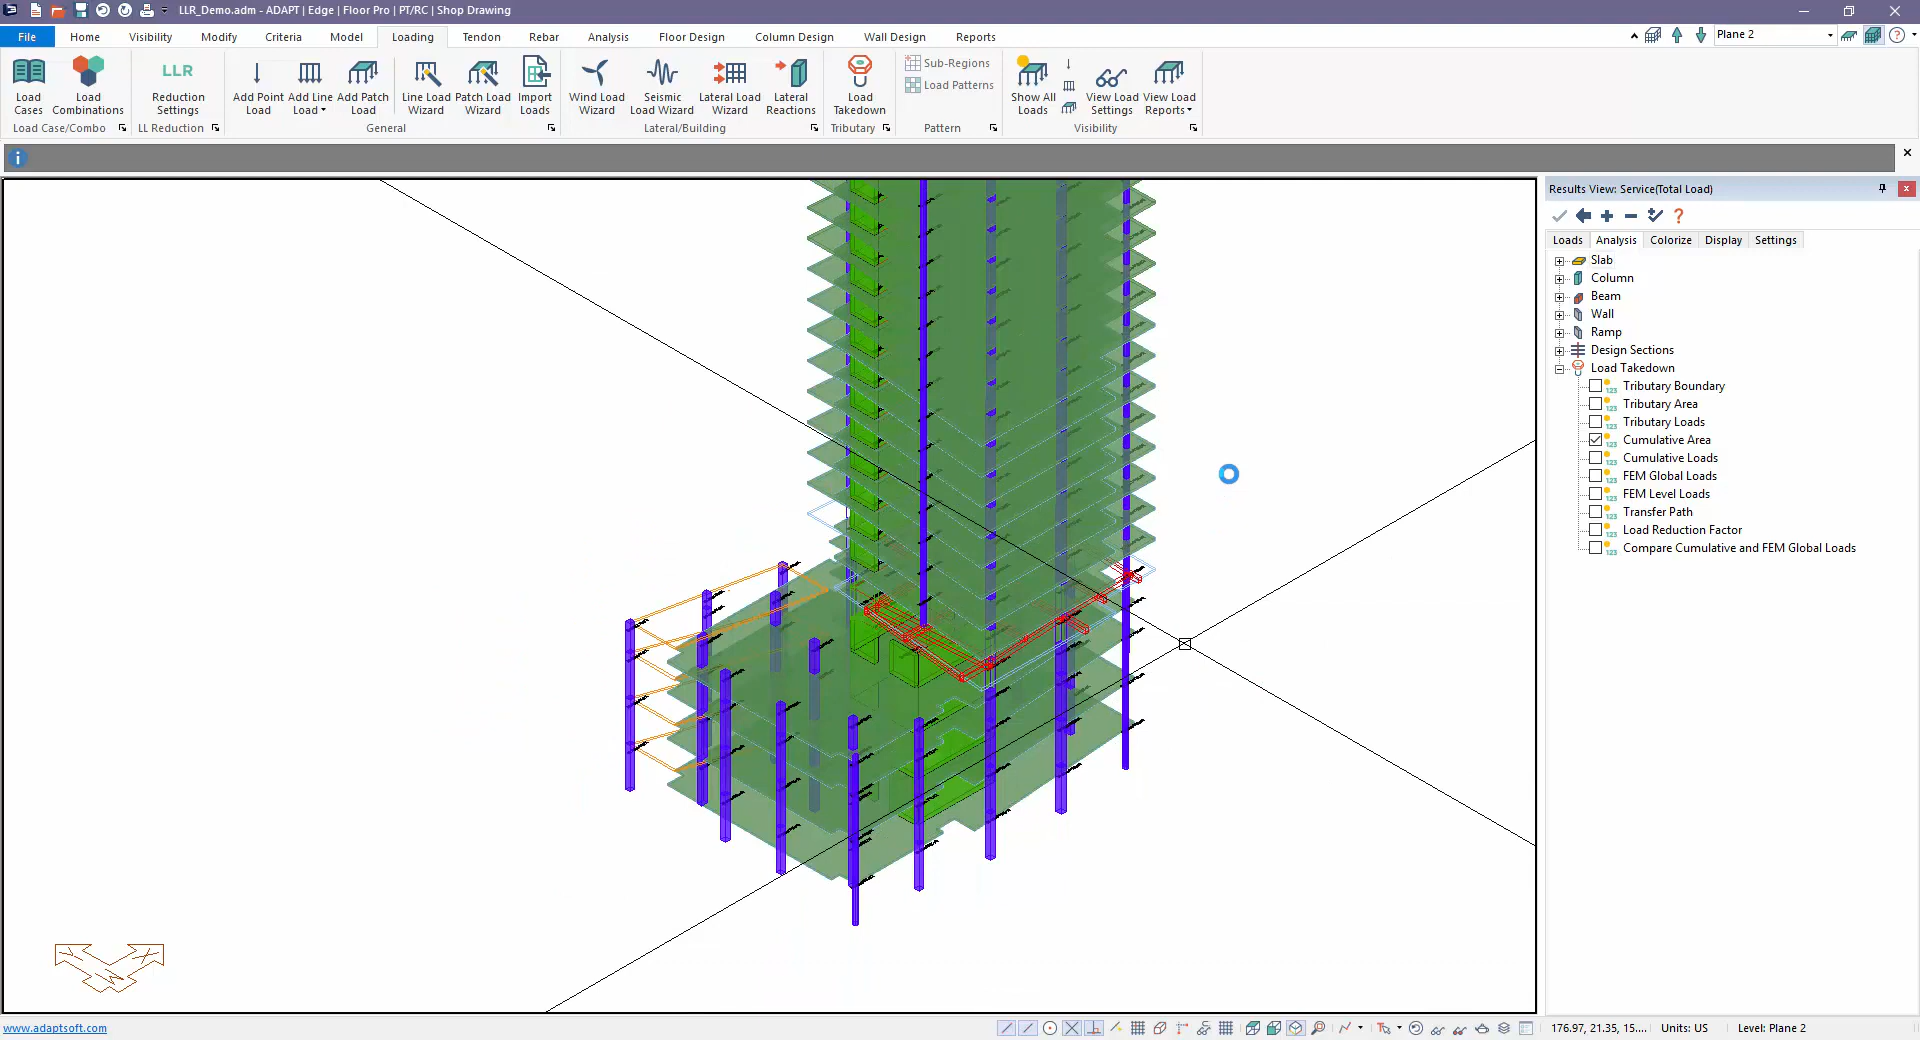 LLR_Demo.adm - ADAPT | Edge | Floor Pro | PT/RC | Shop Drawing
File Home Visibility Modify Criteria Model Loading Tendon Rebar Analysis Floor Design Column Design Wall Design Reports Plane 2
Load Cases
Load Combinations
Load Case/Combo
LLR
Reduction Settings
LL Reduction
Add Point Load
Add Line Load
Add Patch Load
Line Load Wizard
Patch Load Wizard
Import Loads
General
Wind Load Wizard
Seismic Load Wizard
Lateral Load Wizard
Lateral Reactions
Lateral/Building
Load Takedown
Tributary
Sub-Regions
Load Patterns
Pattern
Show All Loads
View Load Settings
View Load Reports
Visibility
Results View: Service(Total Load)
Loads Analysis Colorize Display Settings
Slab
Column
Beam
Wall
Ramp
Design Sections
Load Takedown
Tributary Boundary
Tributary Area
Tributary Loads
Cumulative Area
Cumulative Loads
FEM Global Loads
FEM Level Loads
Transfer Path
Load Reduction Factor
Compare Cumulative and FEM Global Loads
www.adaptsoft.com
176.97, 21.35, 15.... Units: US Level: Plane 2